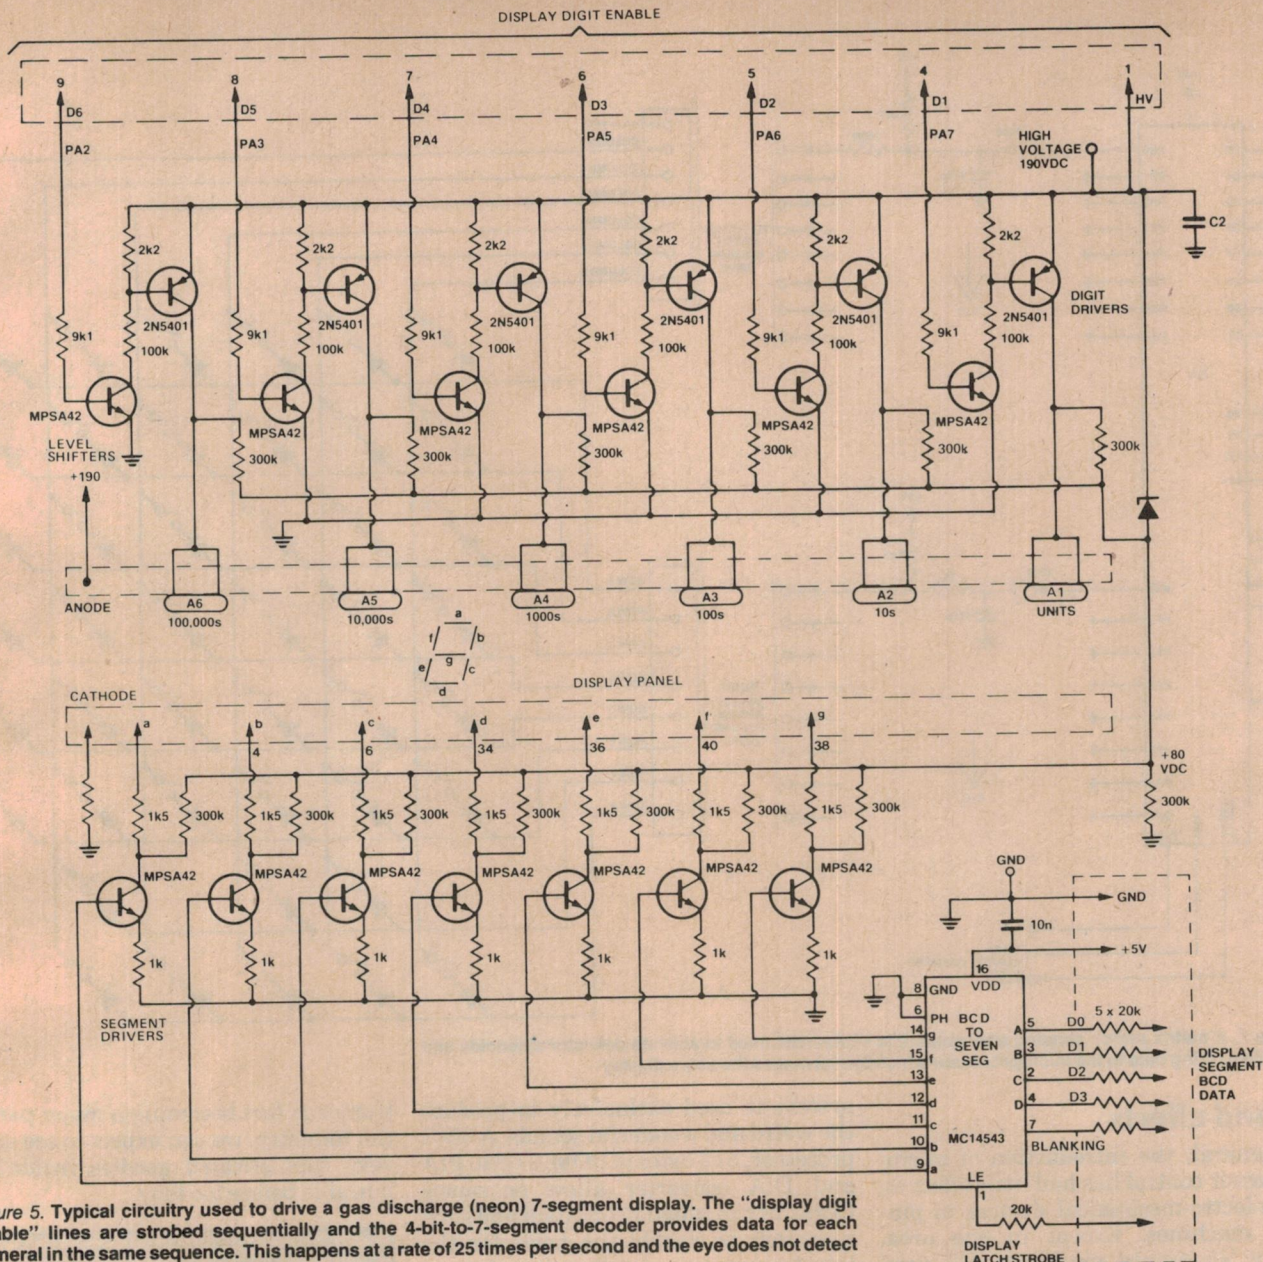 DISPLAY DIGIT ENABLE
9 8 7 6 5 4 1
D6 D5 D4 D3 D2 D1 HV
PA2 PA3 PA4 PA5 PA6 PA7
HIGH
VOLTAGE
190VDC
C2
2k2 2k2 2k2 2k2 2k2 2k2
2N5401 2N5401 2N5401 2N5401 2N5401 2N5401
DIGIT
DRIVERS
9k1 9k1 9k1 9k1 9k1 9k1
100k 100k 100k 100k 100k 100k
MPSA42 MPSA42 MPSA42 MPSA42 MPSA42 MPSA42
LEVEL
SHIFTERS
+190
300k 300k 300k 300k 300k 300k
ANODE
A6 A5 A4 A3 A2 A1
100,000s 10,000s 1000s 100s 10s UNITS
a
f b
g
e c
d
CATHODE
DISPLAY PANEL
a b c d e f g
4 6 34 36 40 38
+80
VDC
1k5 300k 1k5 300k 1k5 300k 1k5 300k 1k5 300k 1k5 300k 1k5 300k
300k
MPSA42 MPSA42 MPSA42 MPSA42 MPSA42 MPSA42 MPSA42
1k 1k 1k 1k 1k 1k 1k
SEGMENT
DRIVERS
GND
GND
10n
+5V
16
VDD
8 GND
6 PH
BCD
TO
SEVEN
SEG
14 g
15 f
13 e
12 d
11 c
10 b
9 a
MC14543
LE
1
5 x 20k
A 5 D0
B 3 D1
C 2 D2
D 4 D3
7
BLANKING
DISPLAY
SEGMENT
BCD
DATA
20k
DISPLAY
LATCH STROBE
ure 5. Typical circuitry used to drive a gas discharge (neon) 7-segment display. The "display digit
able" lines are strobed sequentially and the 4-bit-to-7-segment decoder provides data for each
meral in the same sequence. This happens at a rate of 25 times per second and the eye does not detect